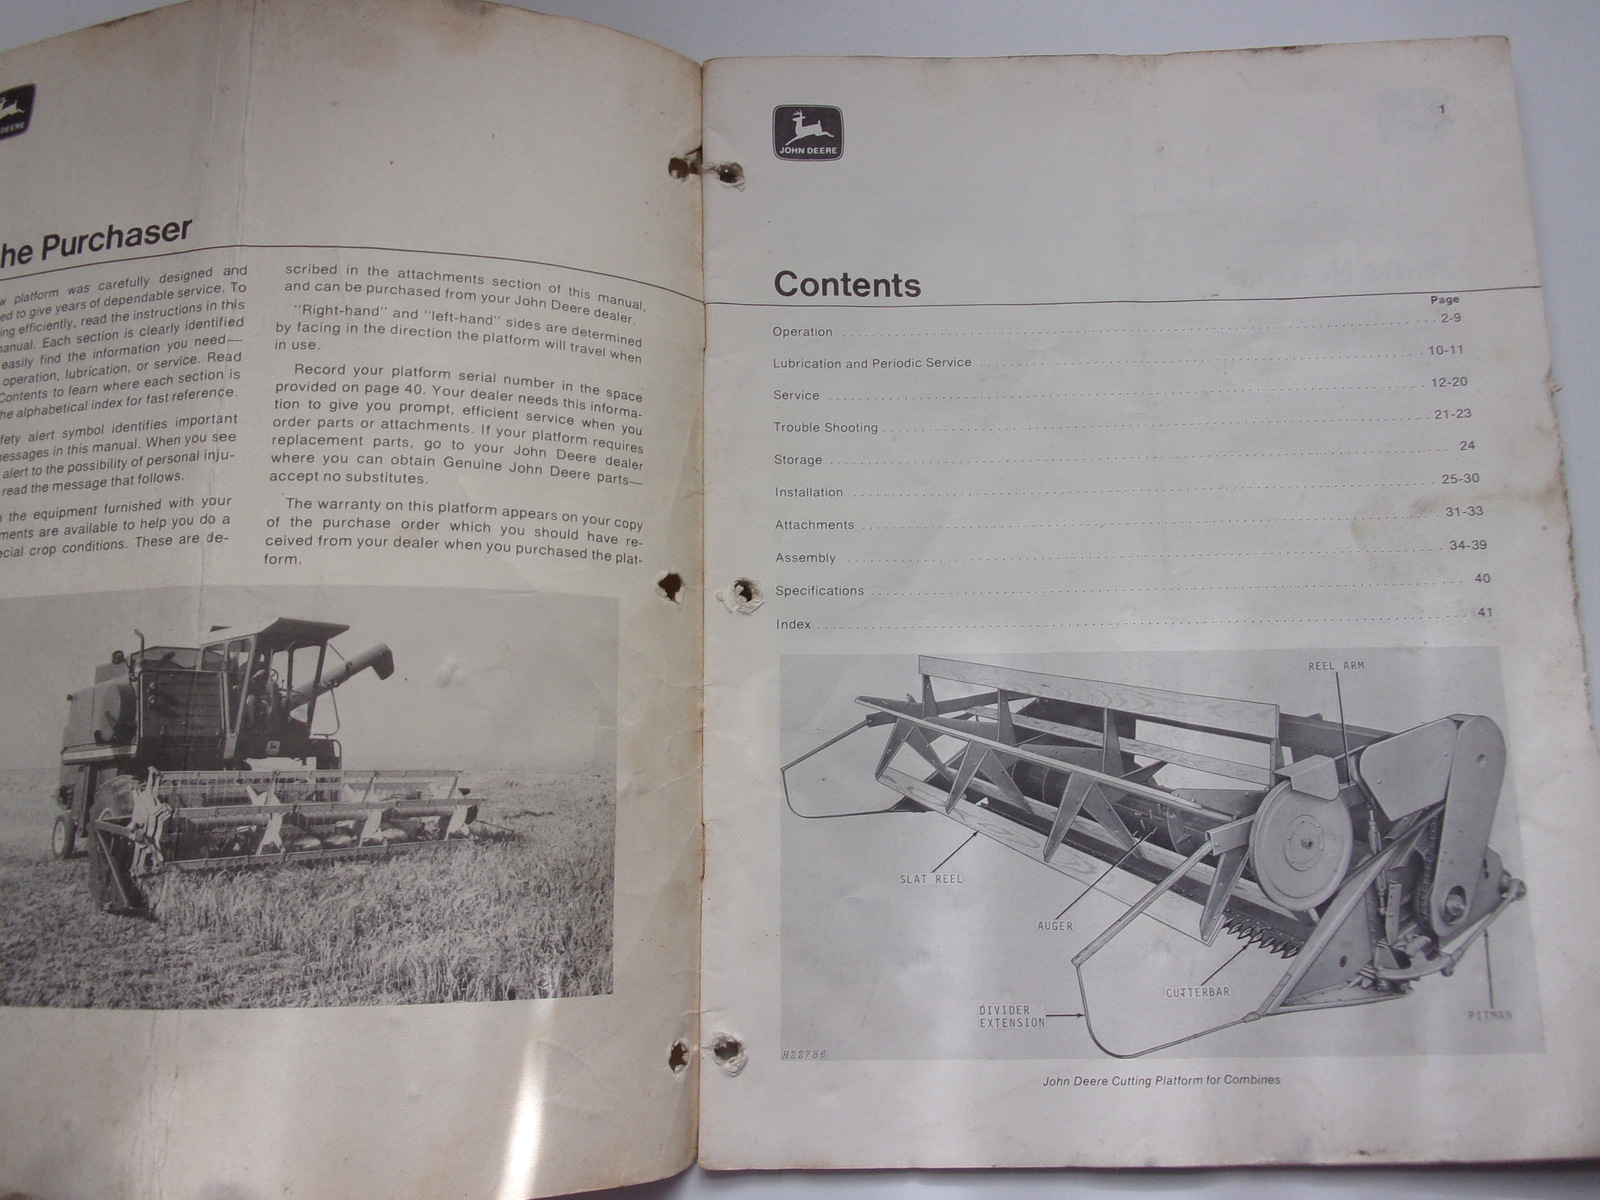 DEERE
he Purchaser
platform was carefully designed and
to give years of dependable service. To
efficiently, read the instructions in this
manual. Each section is clearly identified
easily find the information you need—
operation, lubrication, or service. Read
Contents to learn where each section is
he alphabetical index for fast reference.
fety alert symbol identifies important
messages in this manual. When you see
alert to the possibility of personal inju-
read the message that follows.
the equipment furnished with your
ments are available to help you do a
ecial crop conditions. These are de-
scribed in the attachments section of this manual,
and can be purchased from your John Deere dealer.
"Right-hand" and "left-hand" sides are determined
by facing in the direction the platform will travel when
in use.
Record your platform serial number in the space
provided on page 40. Your dealer needs this informa-
tion to give you prompt, efficient service when you
order parts or attachments. If your platform requires
replacement parts, go to your John Deere dealer
where you can obtain Genuine John Deere parts—
accept no substitutes.
The warranty on this platform appears on your copy
of the purchase order which you should have re-
ceived from your dealer when you purchased the plat-
form.
JOHN DEERE
1
Contents
Page
Operation 2-9
Lubrication and Periodic Service 10-11
Service 12-20
Trouble Shooting 21-23
Storage 24
Installation 25-30
Attachments 31-33
Assembly 34-39
Specifications 40
Index 41
REEL ARM
SLAT REEL
AUGER
CUTTERBAR
DIVIDER
EXTENSION
PITMAN
H22786
John Deere Cutting Platform for Combines